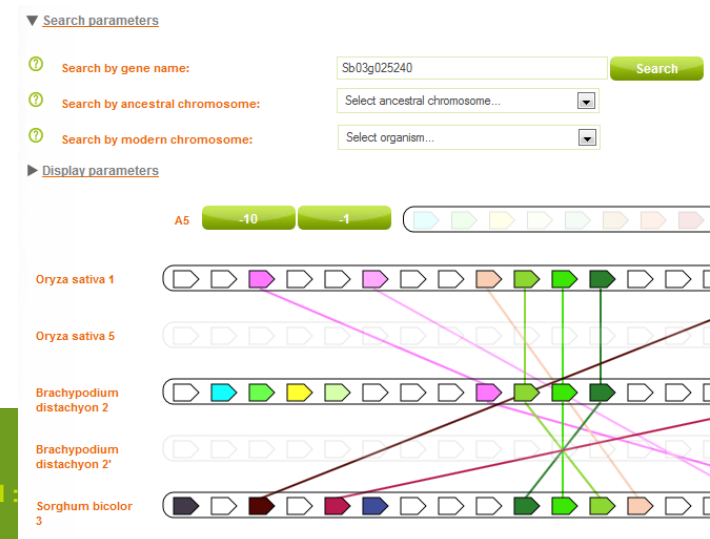 Search parameters
Search by gene name: Sb03g025240 Search
Search by ancestral chromosome: Select ancestral chromosome...
Search by modern chromosome: Select organism...
Display parameters
A5 -10 -1
Oryza sativa 1
Oryza sativa 5
Brachypodium
distachyon 2
Brachypodium
distachyon 2'
Sorghum bicolor
3